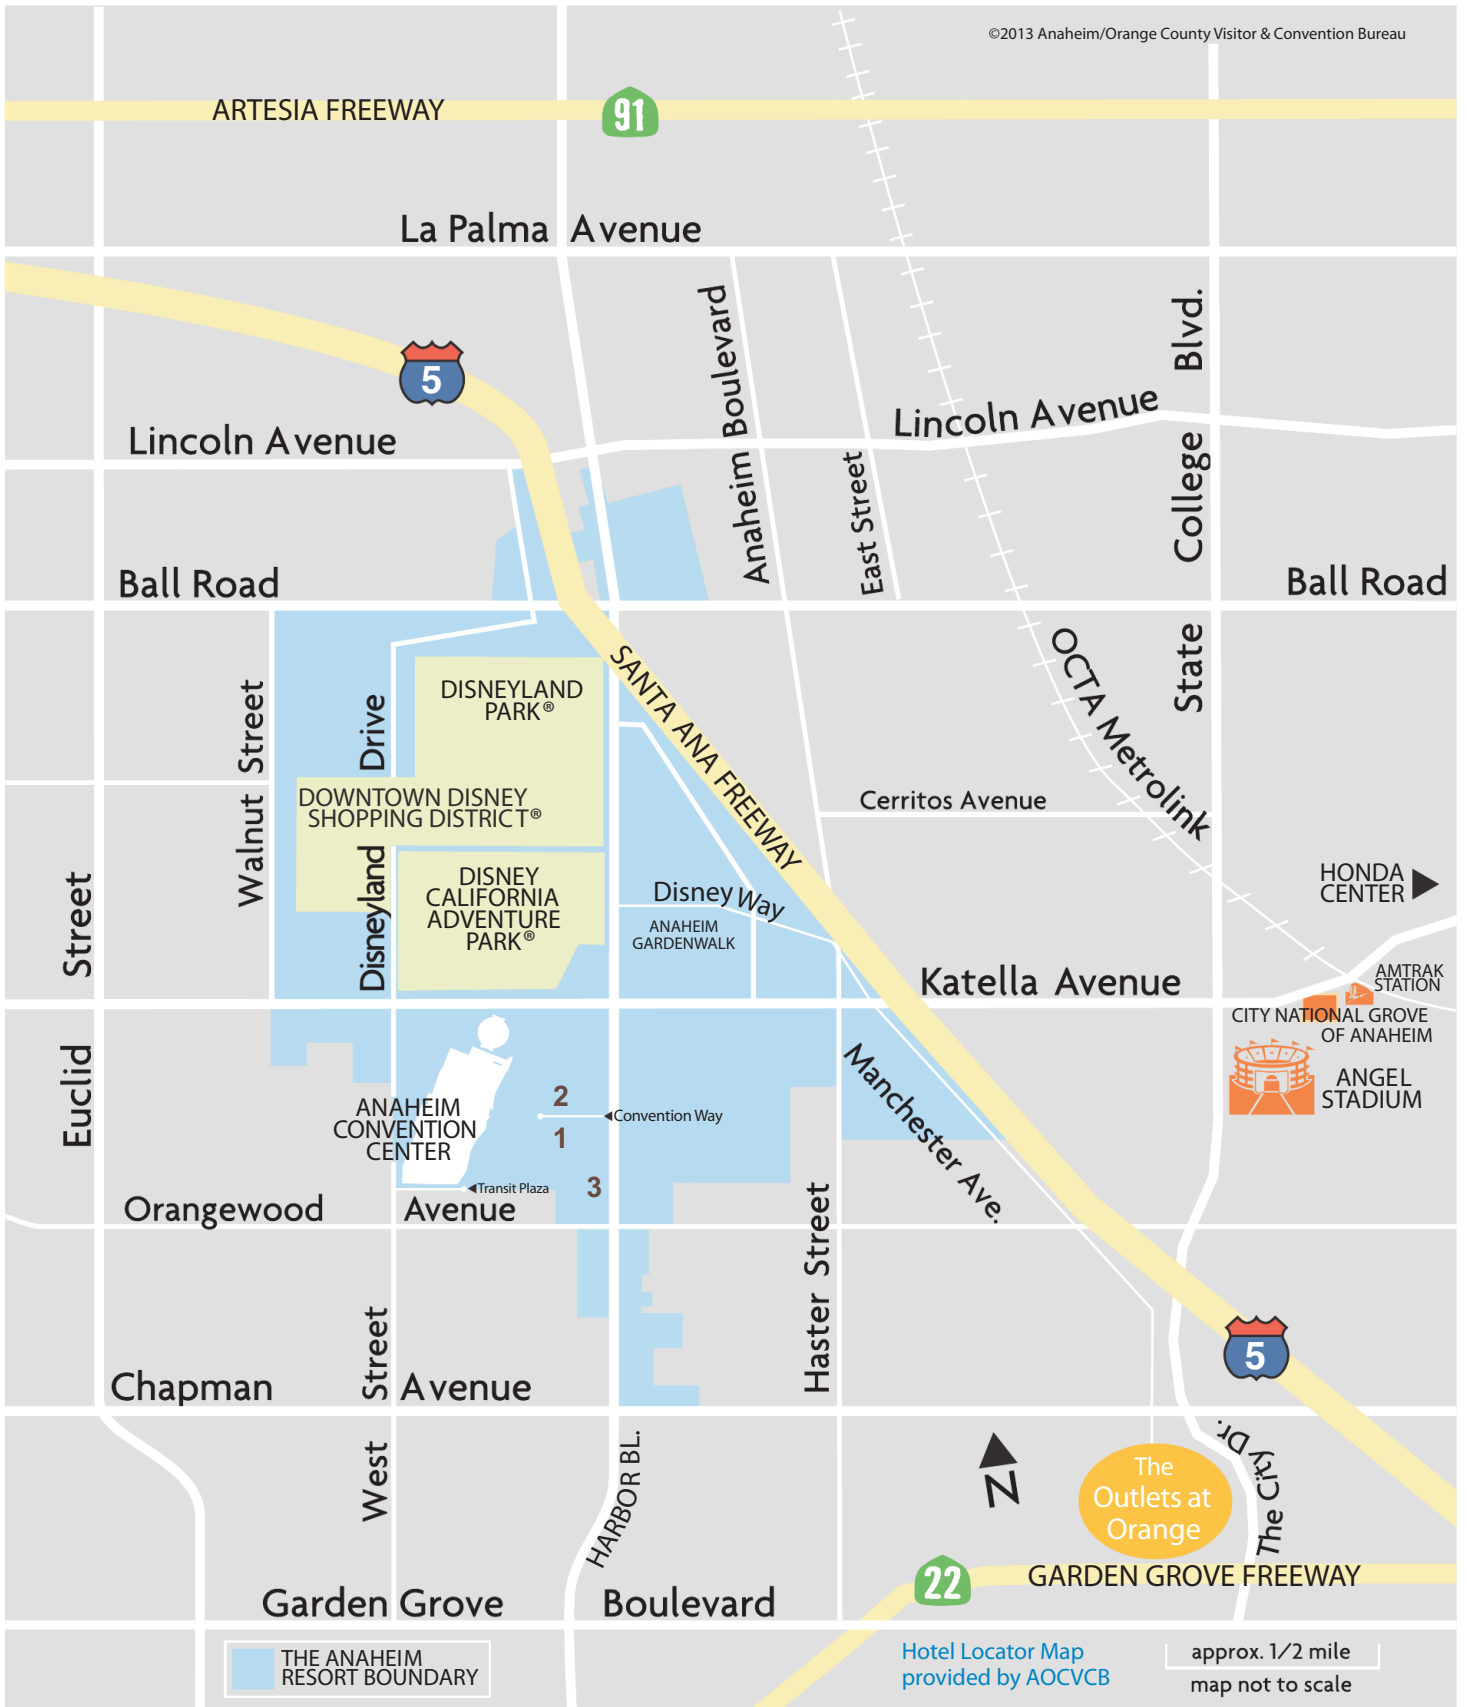 ©2013 Anaheim/Orange County Visitor & Convention Bureau
ARTESIA FREEWAY
91
La Palma Avenue
Anaheim Boulevard
State College Blvd.
5
Lincoln Avenue
Lincoln Avenue
East Street
Ball Road
Ball Road
SANTA ANA FREEWAY
OCTA Metrolink
DISNEYLAND
PARK®
Walnut Street
Disneyland Drive
DOWNTOWN DISNEY
SHOPPING DISTRICT®
Cerritos Avenue
DISNEY
CALIFORNIA
ADVENTURE
PARK®
Disney Way
ANAHEIM
GARDENWALK
HONDA
CENTER
Euclid Street
Katella Avenue
AMTRAK
STATION
CITY NATIONAL GROVE
OF ANAHEIM
ANGEL
STADIUM
Manchester Ave.
ANAHEIM
CONVENTION
CENTER
2
Convention Way
1
3
Transit Plaza
Orangewood Avenue
Haster Street
5
Chapman Avenue
West Street
HARBOR BL.
N
The City Dr.
The
Outlets at
Orange
22
GARDEN GROVE FREEWAY
Garden Grove Boulevard
THE ANAHEIM
RESORT BOUNDARY
Hotel Locator Map
provided by AOCVCB
approx. 1/2 mile
map not to scale